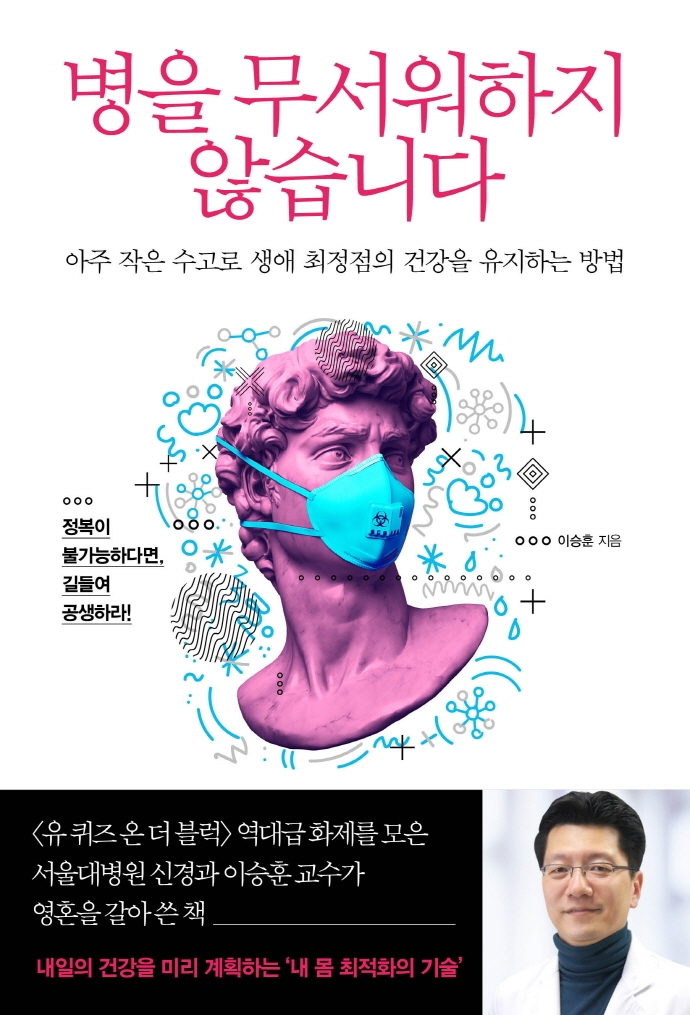 병을 무서워하지
않습니다
아주 작은 수고로 생애 최정점의 건강을 유지하는 방법
정복이
불가능하다면,
길들여
공생하라!
이승훈 지음
〈유 퀴즈 온 더 블럭〉 역대급 화제를 모은
서울대병원 신경과 이승훈 교수가
영혼을 갈아 쓴 책
내일의 건강을 미리 계획하는 ‘내 몸 최적화의 기술’